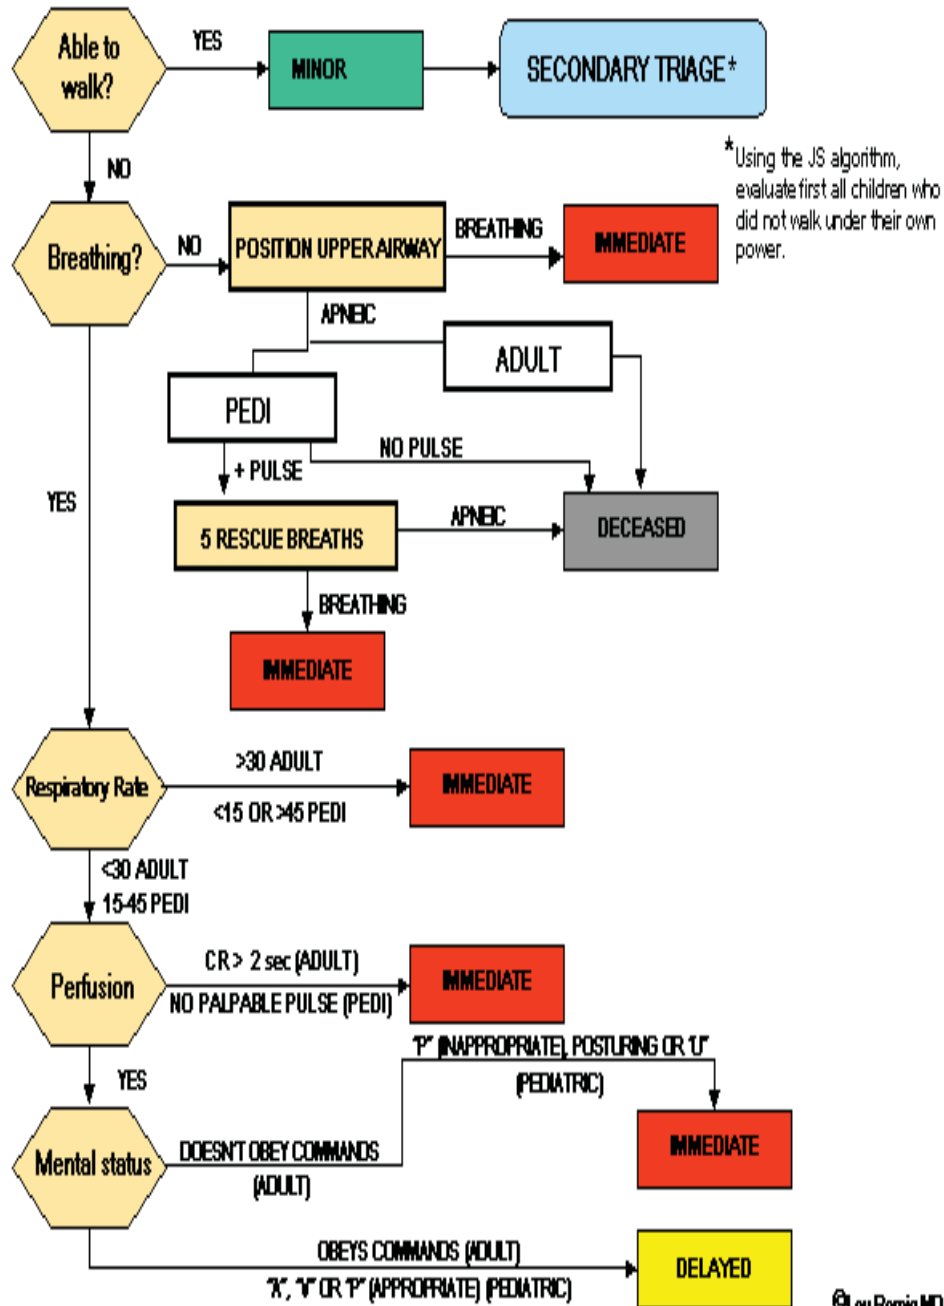 Able to
walk?
YES
MINOR
SECONDARY TRIAGE*
NO
*Using the JS algorithm,
evaluate first all children who
did not walk under their own
power.
Breathing?
NO
POSITION UPPER AIRWAY
BREATHING
IMMEDIATE
APNEIC
ADULT
PEDI
NO PULSE
+ PULSE
YES
5 RESCUE BREATHS
APNEIC
DECEASED
BREATHING
IMMEDIATE
Respiratory Rate
>30 ADULT
<15 OR >45 PEDI
IMMEDIATE
<30 ADULT
15-45 PEDI
Perfusion
CR > 2 sec (ADULT)
NO PALPABLE PULSE (PEDI)
IMMEDIATE
"P" (INAPPROPRIATE), POSTURING OR "U"
(PEDIATRIC)
YES
Mental status
DOESN'T OBEY COMMANDS
(ADULT)
IMMEDIATE
OBEYS COMMANDS (ADULT)
"A", "V" OR "P" (APPROPRIATE) (PEDIATRIC)
DELAYED
©Lou Romig MD